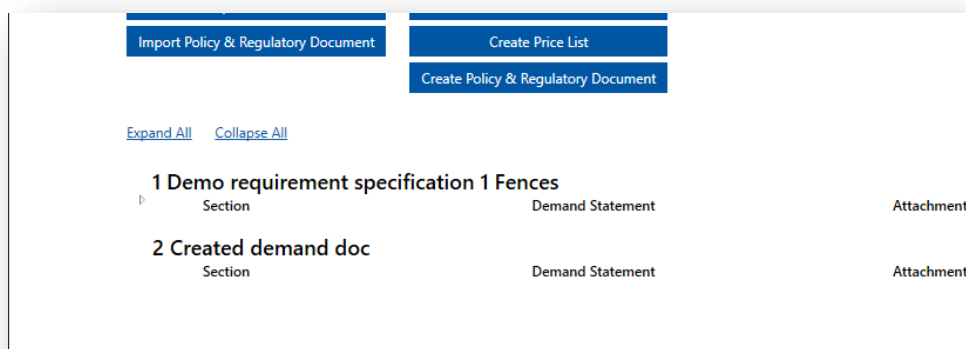 Import Policy & Regulatory Document
Create Price List
Create Policy & Regulatory Document
Expand All Collapse All
1 Demo requirement specification 1 Fences
Section Demand Statement Attachment
2 Created demand doc
Section Demand Statement Attachment